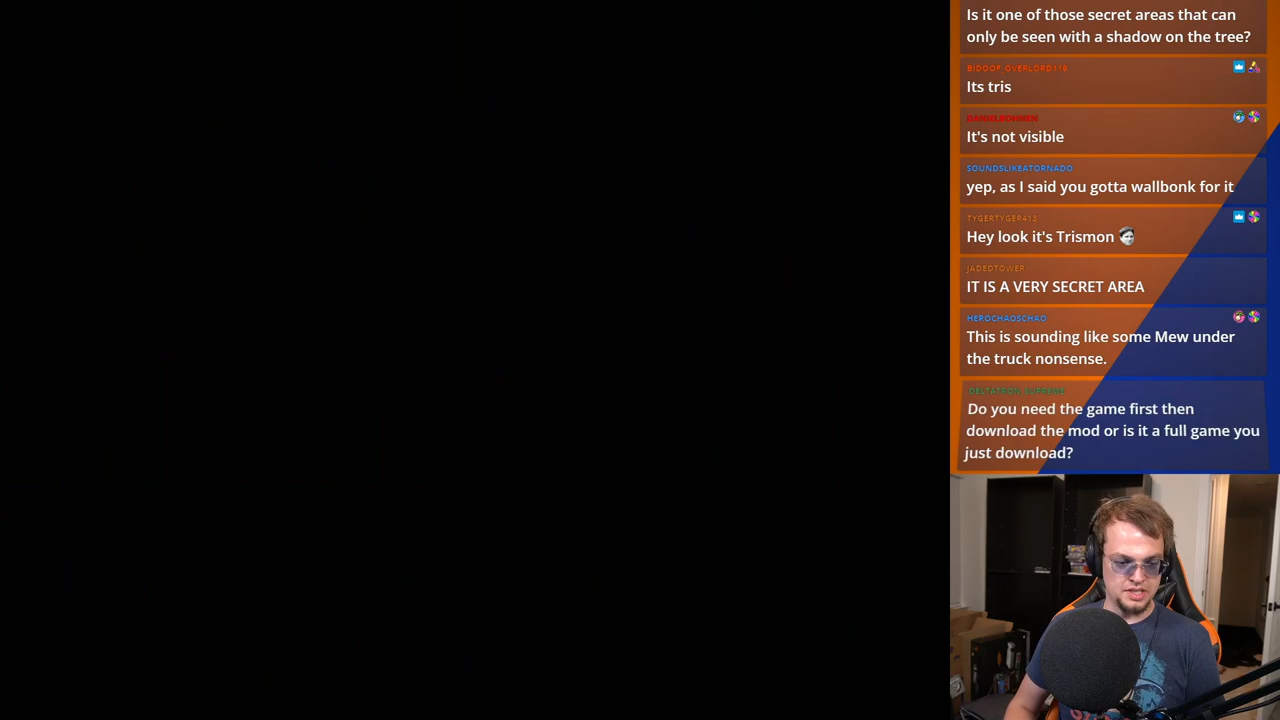 Is it one of those secret areas that can
only be seen with a shadow on the tree?
BIDOOF_OVERLORD119
Its tris
It's not visible
SOUNDSLIKEATORNADO
yep, as I said you gotta wallbonk for it
TYGERTYGER413
Hey look it's Trismon
JADEDTOWER
IT IS A VERY SECRET AREA
HEROCHAOSCHAO
This is sounding like some Mew under
the truck nonsense.
DELTATRON_SUPREME
Do you need the game first then
download the mod or is it a full game you
just download?